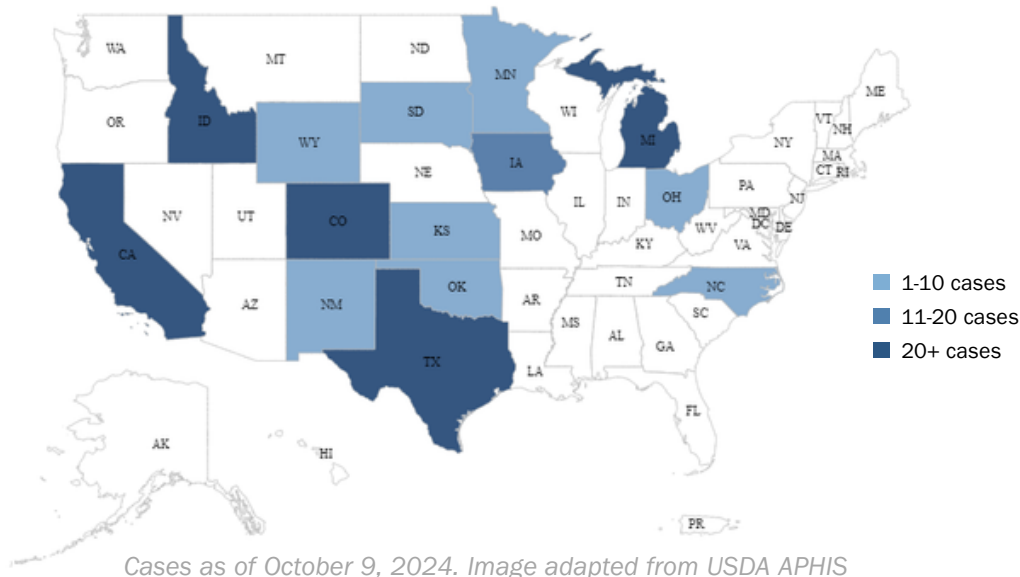 WA
MT
ND
MN
ME
OR
ID
WY
SD
WI
MI
VT
NH
NY
MA
CT RI
IA
NE
PA
NJ
NV
UT
CO
KS
IL
IN
OH
MD
DC
DE
WV
VA
CA
MO
KY
AZ
NM
OK
AR
TN
NC
SC
MS
AL
GA
TX
LA
FL
AK
HI
PR
1-10 cases
11-20 cases
20+ cases
Cases as of October 9, 2024. Image adapted from USDA APHIS